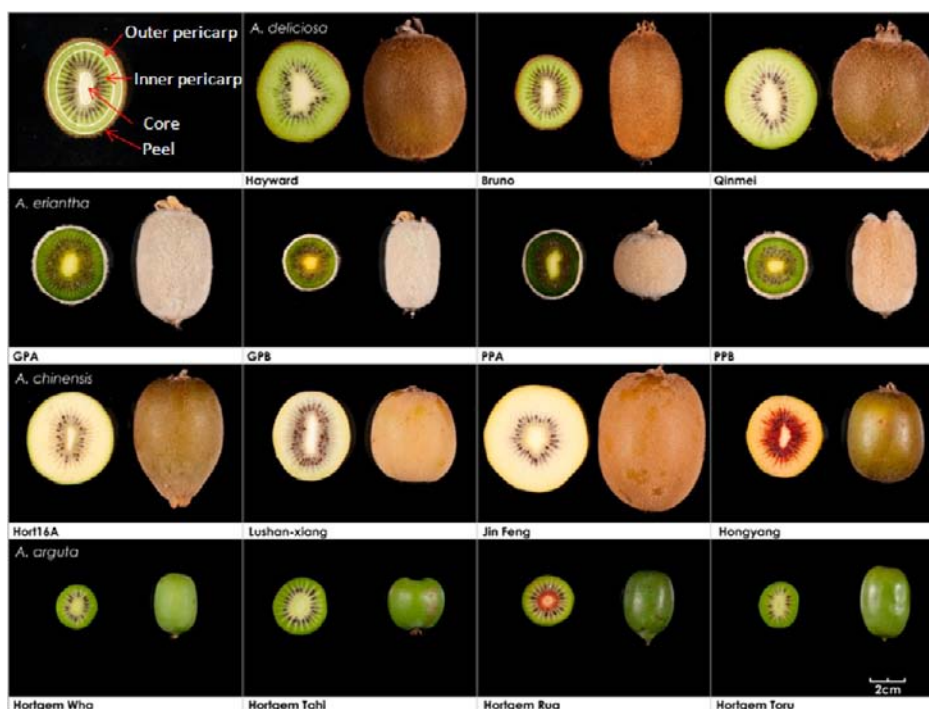 Outer pericarp
Inner pericarp
Core
Peel
A. deliciosa
Hayward
Bruno
Qinmei
A. eriantha
GPA
GPB
PPA
PPB
A. chinensis
Hort16A
Lushan-xiang
Jin Feng
Hongyang
A. arguta
Hortgem Wha
Hortgem Tahi
Hortgem Rua
Hortgem Toru
2cm